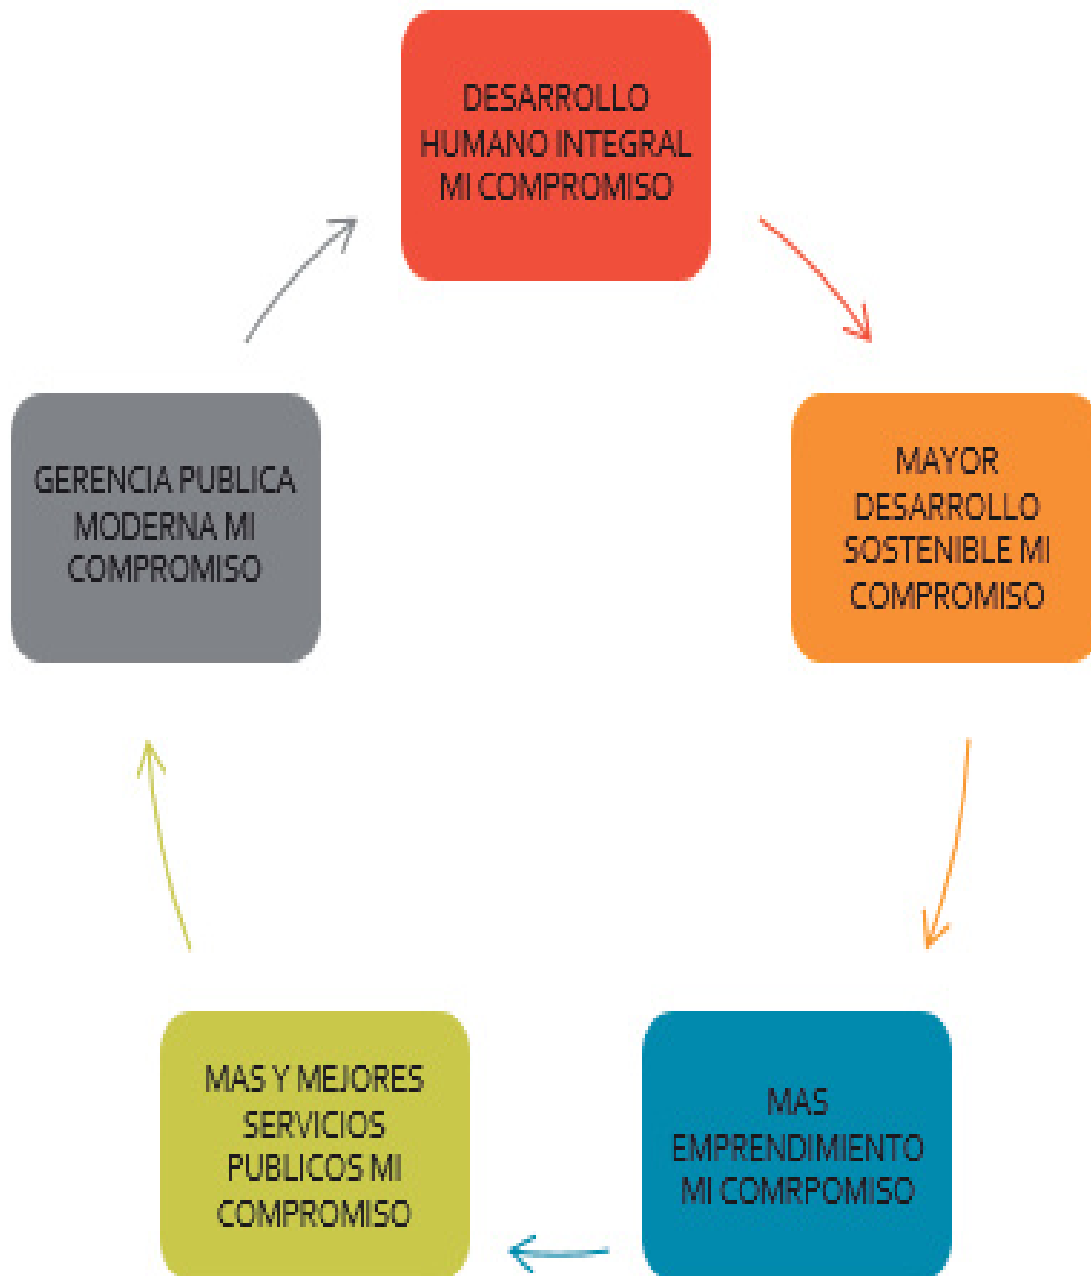 DESARROLLO
HUMANO INTEGRAL
MI COMPROMISO
MAYOR
DESARROLLO
SOSTENIBLE MI
COMPROMISO
MAS
EMPRENDIMIENTO
MI COMRPOMISO
MAS Y MEJORES
SERVICIOS
PUBLICOS MI
COMPROMISO
GERENCIA PUBLICA
MODERNA MI
COMPROMISO